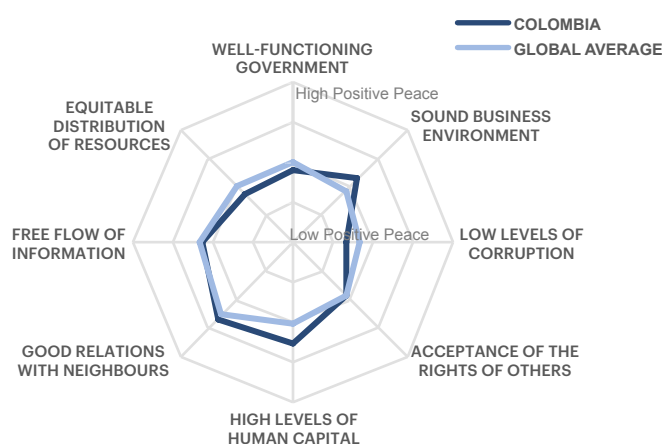 COLOMBIA
GLOBAL AVERAGE
WELL-FUNCTIONING
GOVERNMENT
High Positive Peace
SOUND BUSINESS
ENVIRONMENT
EQUITABLE
DISTRIBUTION
OF RESOURCES
FREE FLOW OF
INFORMATION
Low Positive Peace
LOW LEVELS OF
CORRUPTION
GOOD RELATIONS
WITH NEIGHBOURS
ACCEPTANCE OF THE
RIGHTS OF OTHERS
HIGH LEVELS OF
HUMAN CAPITAL